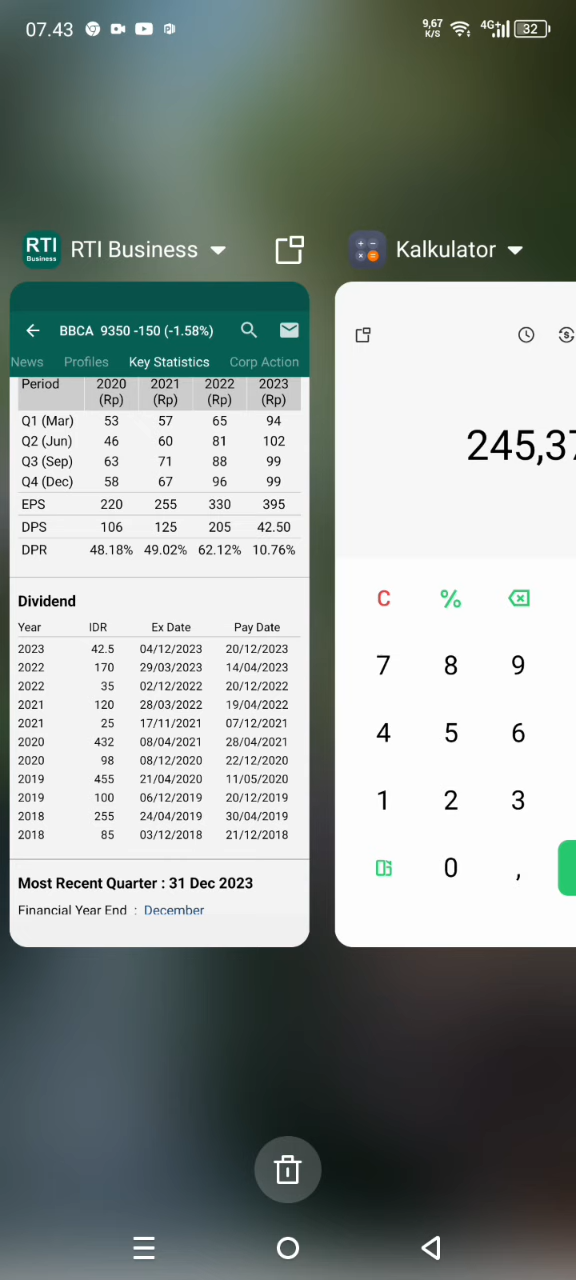 07.43
9,67 K/S
4G+
32
RTI Business
RTI Business
Kalkulator
BBCA 9350 -150 (-1.58%)
News Profiles Key Statistics Corp Action
Period 2020 (Rp) 2021 (Rp) 2022 (Rp) 2023 (Rp)
Q1 (Mar) 53 57 65 94
Q2 (Jun) 46 60 81 102
Q3 (Sep) 63 71 88 99
Q4 (Dec) 58 67 96 99
EPS 220 255 330 395
DPS 106 125 205 42.50
DPR 48.18% 49.02% 62.12% 10.76%
Dividend
Year IDR Ex Date Pay Date
2023 42.5 04/12/2023 20/12/2023
2022 170 29/03/2023 14/04/2023
2022 35 02/12/2022 20/12/2022
2021 120 28/03/2022 19/04/2022
2021 25 17/11/2021 07/12/2021
2020 432 08/04/2021 28/04/2021
2020 98 08/12/2020 22/12/2020
2019 455 21/04/2020 11/05/2020
2019 100 06/12/2019 20/12/2019
2018 255 24/04/2019 30/04/2019
2018 85 03/12/2018 21/12/2018
Most Recent Quarter : 31 Dec 2023
Financial Year End : December
245,37
C %
7 8 9
4 5 6
1 2 3
0 ,